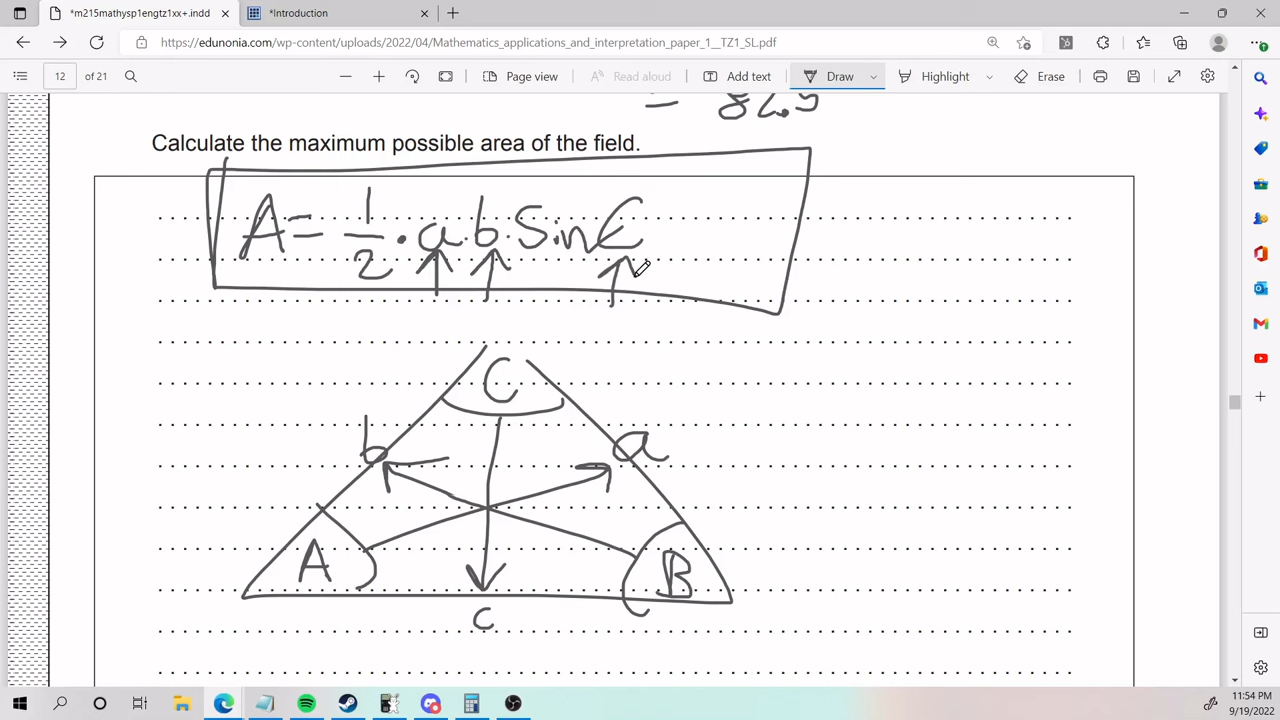 *m215mathysp1engtz1xx+.indd
*Introduction
https://edunonia.com/wp-content/uploads/2022/04/Mathematics_applications_and_interpretation_paper_1__TZ1_SL.pdf
12 of 21
Page view
Read aloud
Add text
Draw
Highlight
Erase
= 82.5
Calculate the maximum possible area of the field.
A = 1/2 · a · b · Sin C
C
b
a
A
B
c
11:54 PM
9/19/2022